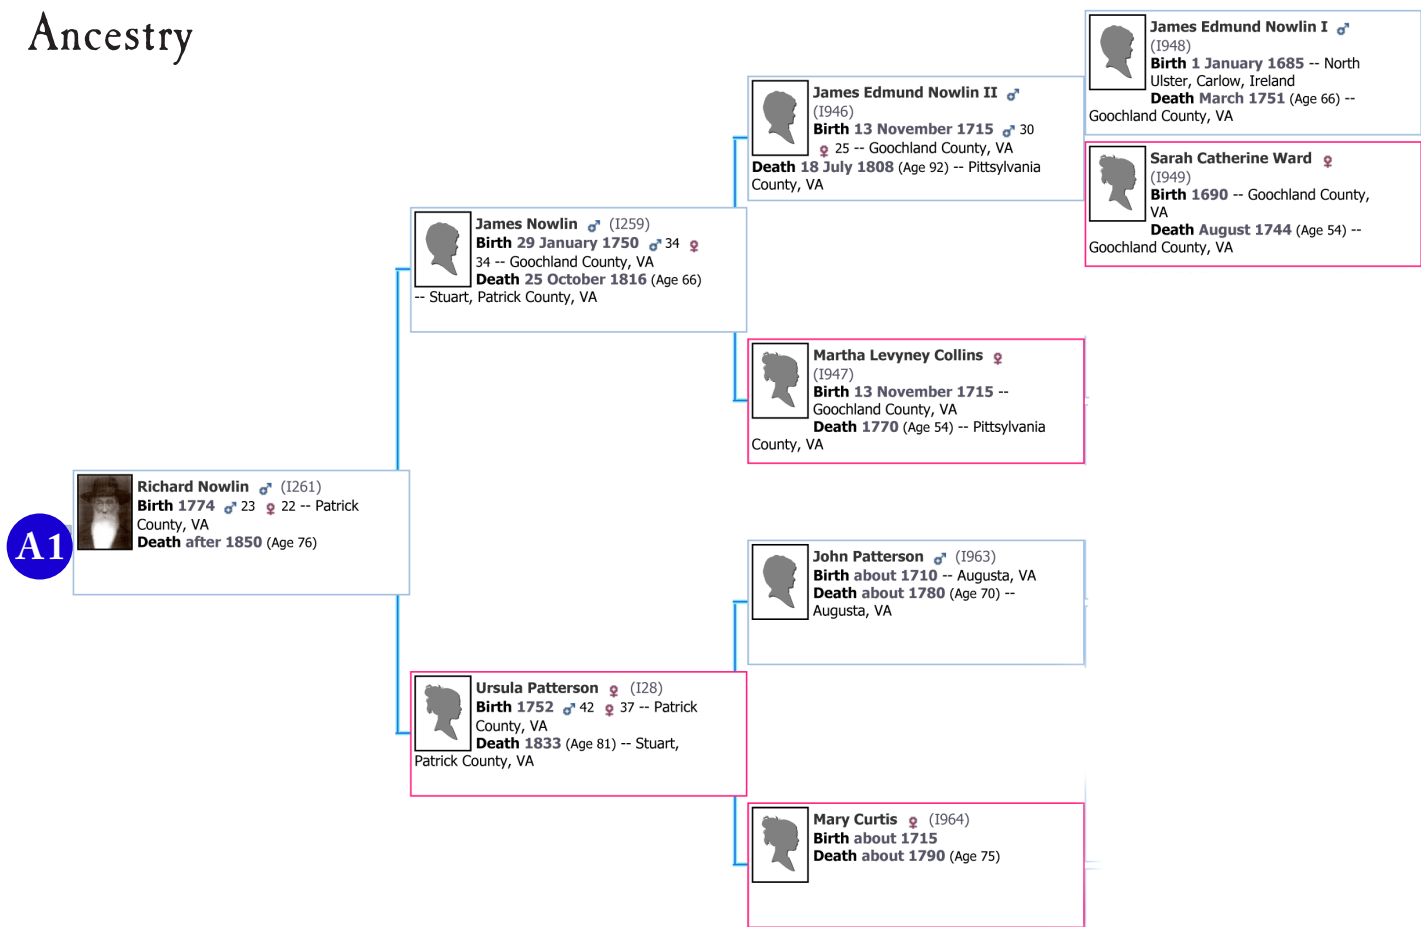 Ancestry
James Edmund Nowlin I ♂
(I948)
Birth 1 January 1685 -- North
Ulster, Carlow, Ireland
Death March 1751 (Age 66) --
Goochland County, VA
Sarah Catherine Ward ♀
(I949)
Birth 1690 -- Goochland County,
VA
Death August 1744 (Age 54) --
Goochland County, VA
James Edmund Nowlin II ♂
(I946)
Birth 13 November 1715 ♂ 30
♀ 25 -- Goochland County, VA
Death 18 July 1808 (Age 92) -- Pittsylvania
County, VA
James Nowlin ♂ (I259)
Birth 29 January 1750 ♂ 34 ♀
34 -- Goochland County, VA
Death 25 October 1816 (Age 66)
-- Stuart, Patrick County, VA
Martha Levyney Collins ♀
(I947)
Birth 13 November 1715 --
Goochland County, VA
Death 1770 (Age 54) -- Pittsylvania
County, VA
A1
Richard Nowlin ♂ (I261)
Birth 1774 ♂ 23 ♀ 22 -- Patrick
County, VA
Death after 1850 (Age 76)
John Patterson ♂ (I963)
Birth about 1710 -- Augusta, VA
Death about 1780 (Age 70) --
Augusta, VA
Ursula Patterson ♀ (I28)
Birth 1752 ♂ 42 ♀ 37 -- Patrick
County, VA
Death 1833 (Age 81) -- Stuart,
Patrick County, VA
Mary Curtis ♀ (I964)
Birth about 1715
Death about 1790 (Age 75)